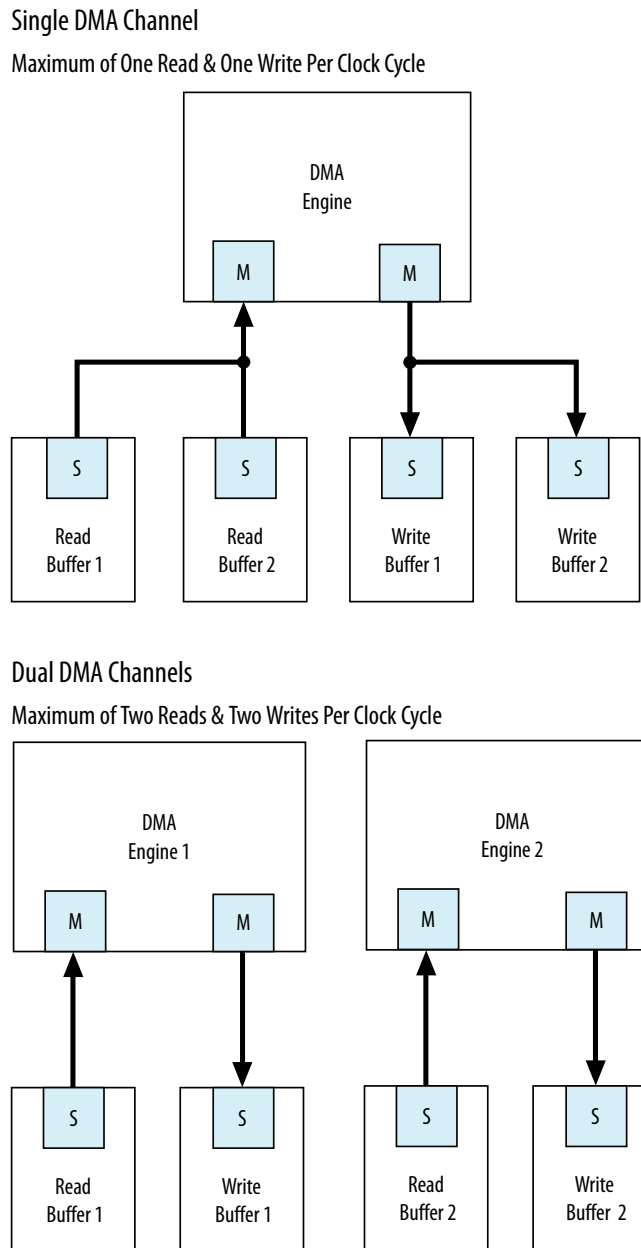 Single DMA Channel
Maximum of One Read & One Write Per Clock Cycle
DMA
Engine
M
M
S
S
S
S
Read
Buffer 1
Read
Buffer 2
Write
Buffer 1
Write
Buffer 2
Dual DMA Channels
Maximum of Two Reads & Two Writes Per Clock Cycle
DMA
Engine 1
DMA
Engine 2
M
M
M
M
S
S
S
S
Read
Buffer 1
Write
Buffer 1
Read
Buffer 2
Write
Buffer 2